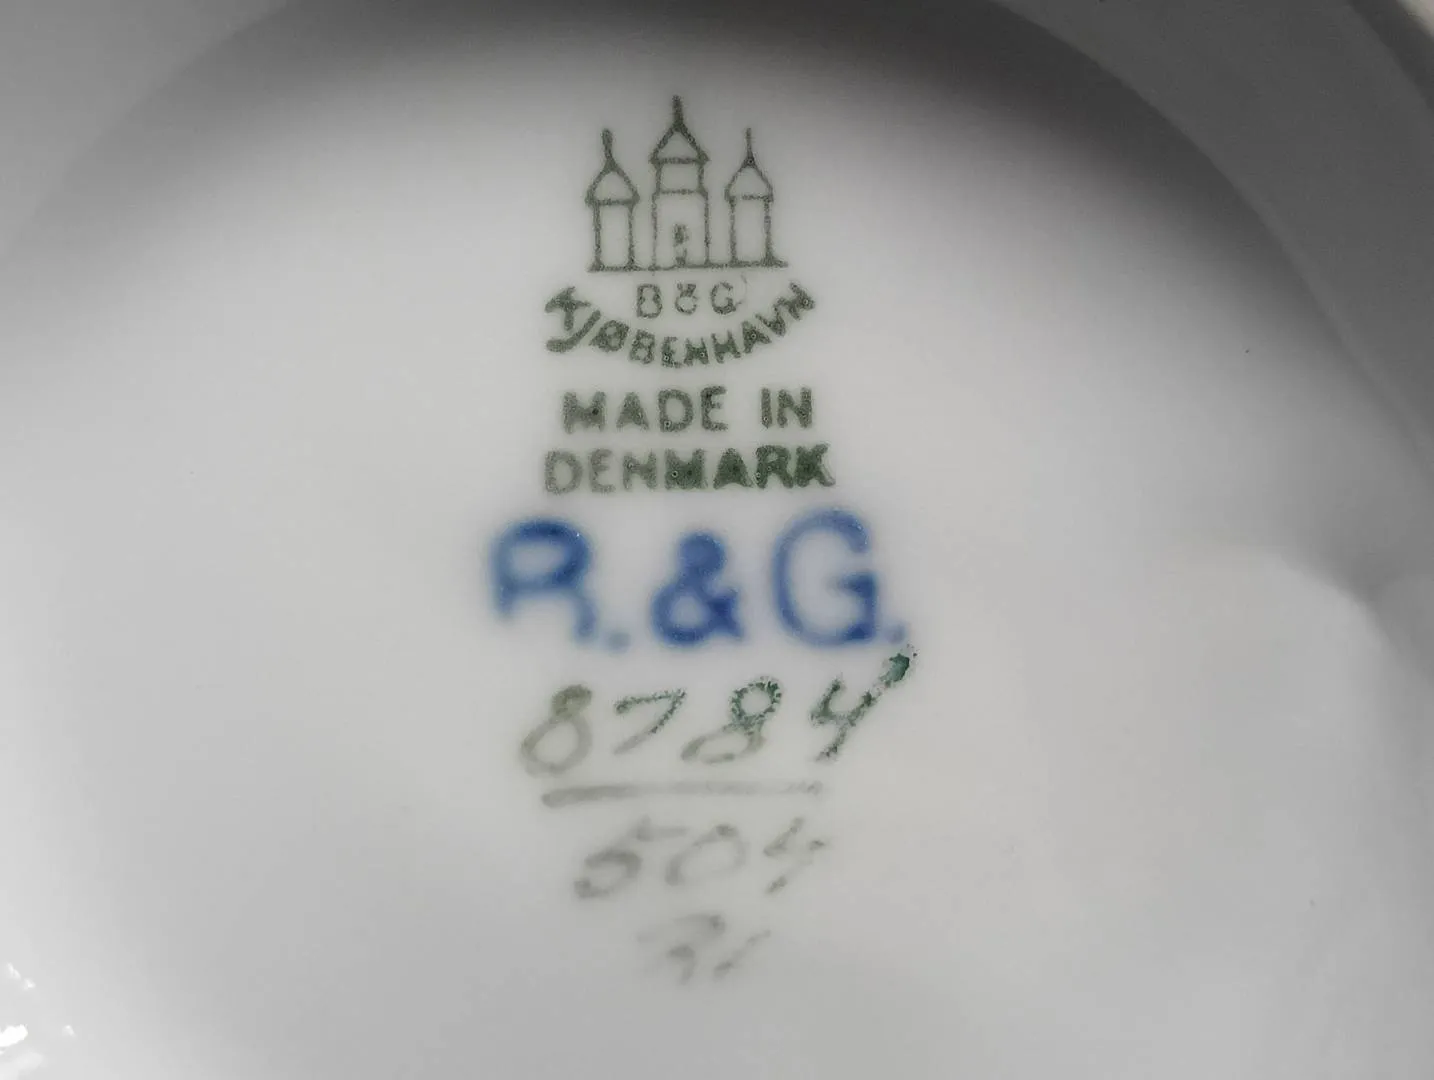 B&G
KJØBENHAVN
MADE IN
DENMARK
R.&G.
8784
504